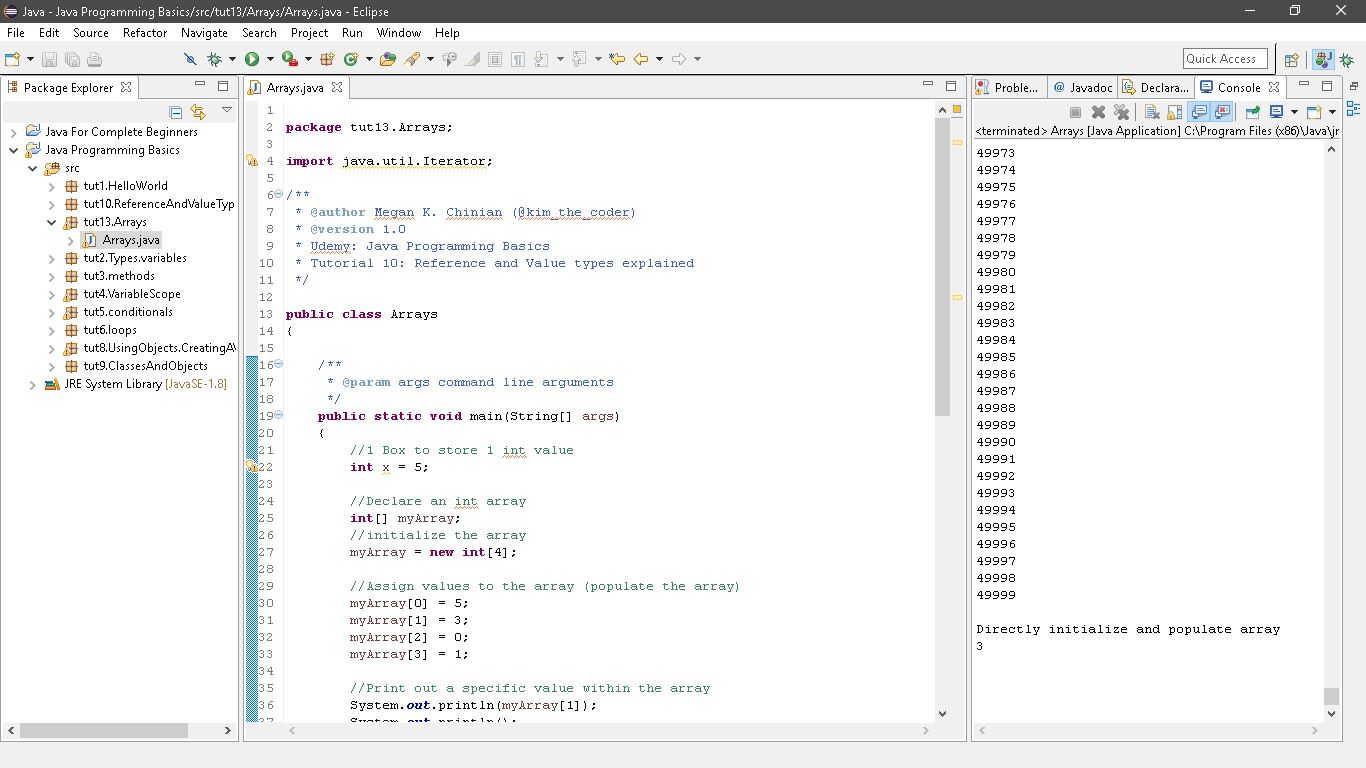 Java - Java Programming Basics/src/tut13/Arrays/Arrays.java - Eclipse
File Edit Source Refactor Navigate Search Project Run Window Help
Quick Access
Package Explorer
Java For Complete Beginners
Java Programming Basics
src
tut1.HelloWorld
tut10.ReferenceAndValueTyp
tut13.Arrays
Arrays.java
tut2.Types.variables
tut3.methods
tut4.VariableScope
tut5.conditionals
tut6.loops
tut8.UsingObjects.CreatingA
tut9.ClassesAndObjects
JRE System Library [JavaSE-1.8]
Arrays.java
1
2 package tut13.Arrays;
3
4 import java.util.Iterator;
5
6 /**
7 * @author Megan K. Chinian (@kim_the_coder)
8 * @version 1.0
9 * Udemy: Java Programming Basics
10 * Tutorial 10: Reference and Value types explained
11 */
12
13 public class Arrays
14 {
15
16 /**
17 * @param args command line arguments
18 */
19 public static void main(String[] args)
20 {
21 //1 Box to store 1 int value
22 int x = 5;
23
24 //Declare an int array
25 int[] myArray;
26 //initialize the array
27 myArray = new int[4];
28
29 //Assign values to the array (populate the array)
30 myArray[0] = 5;
31 myArray[1] = 3;
32 myArray[2] = 0;
33 myArray[3] = 1;
34
35 //Print out a specific value within the array
36 System.out.println(myArray[1]);
37 System.out.println();
Proble... Javadoc Declara... Console
<terminated> Arrays [Java Application] C:\Program Files (x86)\Java\jr
49973
49974
49975
49976
49977
49978
49979
49980
49981
49982
49983
49984
49985
49986
49987
49988
49989
49990
49991
49992
49993
49994
49995
49996
49997
49998
49999
Directly initialize and populate array
3